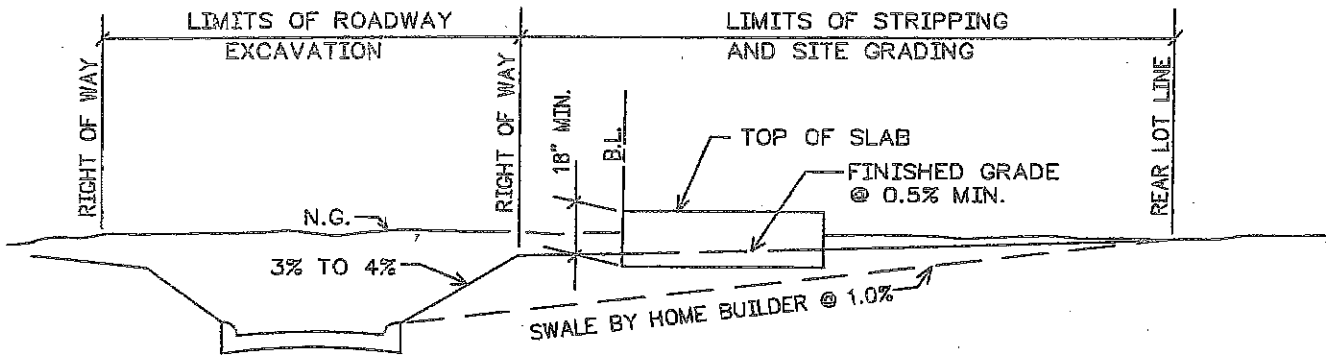 LIMITS OF ROADWAY
EXCAVATION
LIMITS OF STRIPPING
AND SITE GRADING
RIGHT OF WAY
RIGHT OF WAY
18" MIN.
B.L.
TOP OF SLAB
FINISHED GRADE
@ 0.5% MIN.
REAR LOT LINE
N.G.
3% TO 4%
SWALE BY HOME BUILDER @ 1.0%